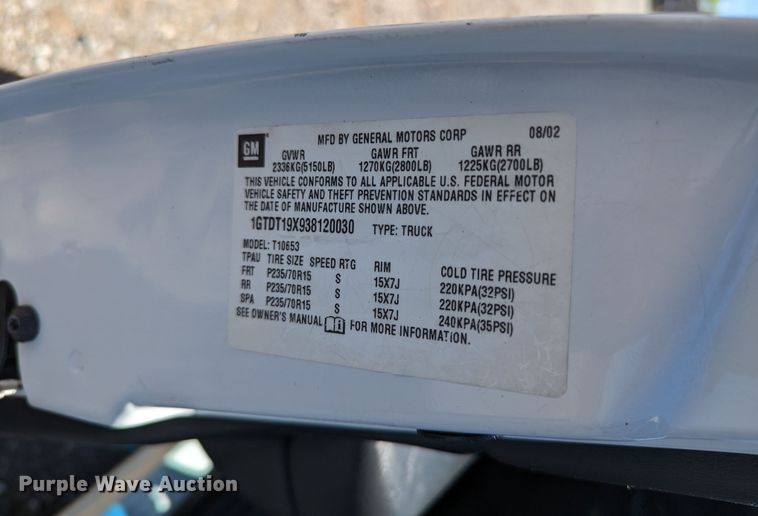 MFD BY GENERAL MOTORS CORP 08/02
GM
GVWR GAWR FRT GAWR RR
2336KG(5150LB) 1270KG(2800LB) 1225KG(2700LB)
THIS VEHICLE CONFORMS TO ALL APPLICABLE U.S. FEDERAL MOTOR
VEHICLE SAFETY AND THEFT PREVENTION STANDARDS IN EFFECT ON
THE DATE OF MANUFACTURE SHOWN ABOVE.
1GTDT19X938120030 TYPE: TRUCK
MODEL: T10653
TPAU TIRE SIZE SPEED RTG RIM COLD TIRE PRESSURE
FRT P235/70R15 S 15X7J 220KPA(32PSI)
RR P235/70R15 S 15X7J 220KPA(32PSI)
SPA P235/70R15 S 15X7J 240KPA(35PSI)
SEE OWNER'S MANUAL FOR MORE INFORMATION.
Purple Wave Auction